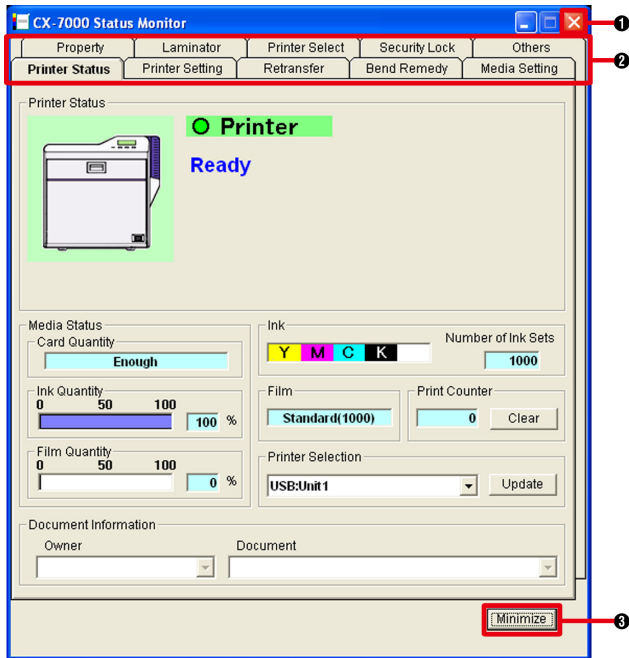 CX-7000 Status Monitor
❶
Property Laminator Printer Select Security Lock Others
❷
Printer Status Printer Setting Retransfer Bend Remedy Media Setting
Printer Status
Printer
Ready
Media Status
Card Quantity
Enough
Ink Quantity
0 50 100
100 %
Film Quantity
0 50 100
0 %
Ink
Y M C K
Number of Ink Sets
1000
Film
Standard(1000)
Print Counter
0 Clear
Printer Selection
USB:Unit1 Update
Document Information
Owner Document
Minimize
❸